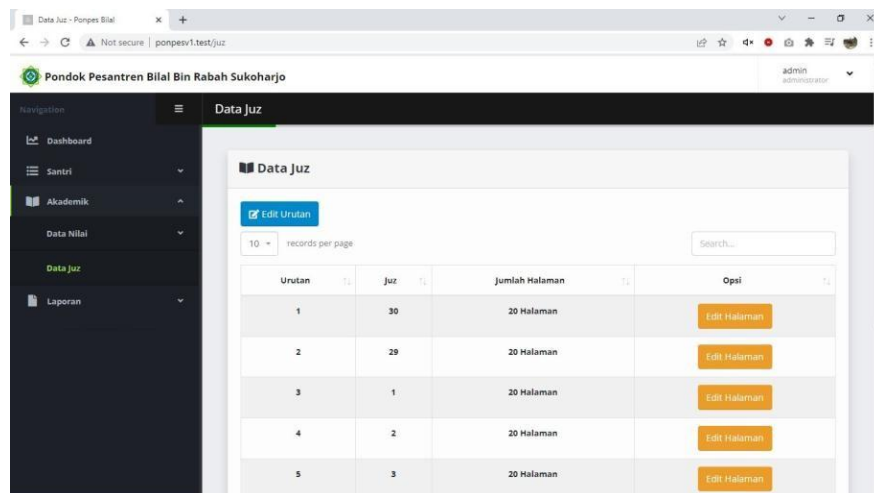 Data Juz - Ponpes Bilal
Not secure | ponpesv1.test/juz
Pondok Pesantren Bilal Bin Rabah Sukoharjo
admin
administrator
Navigation
Data Juz
Dashboard
Santri
Akademik
Data Nilai
Data Juz
Laporan
Data Juz
Edit Urutan
10 records per page
Search...
Urutan Juz Jumlah Halaman Opsi
1 30 20 Halaman Edit Halaman
2 29 20 Halaman Edit Halaman
3 1 20 Halaman Edit Halaman
4 2 20 Halaman Edit Halaman
5 3 20 Halaman Edit Halaman